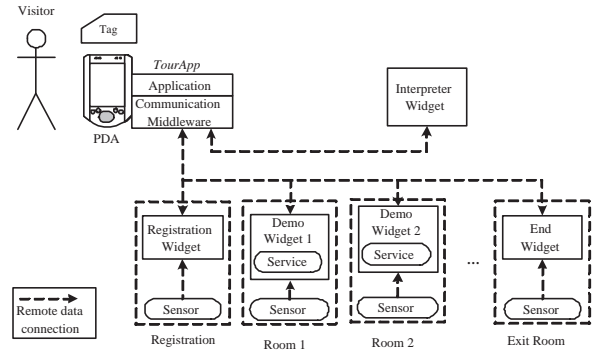 Visitor
Tag
TourApp
Application
Communication
Middleware
PDA
Interpreter
Widget
Registration
Widget
Demo
Widget 1
Service
Demo
Widget 2
Service
...
End
Widget
Sensor
Sensor
Sensor
Sensor
Remote data
connection
Registration
Room 1
Room 2
Exit Room